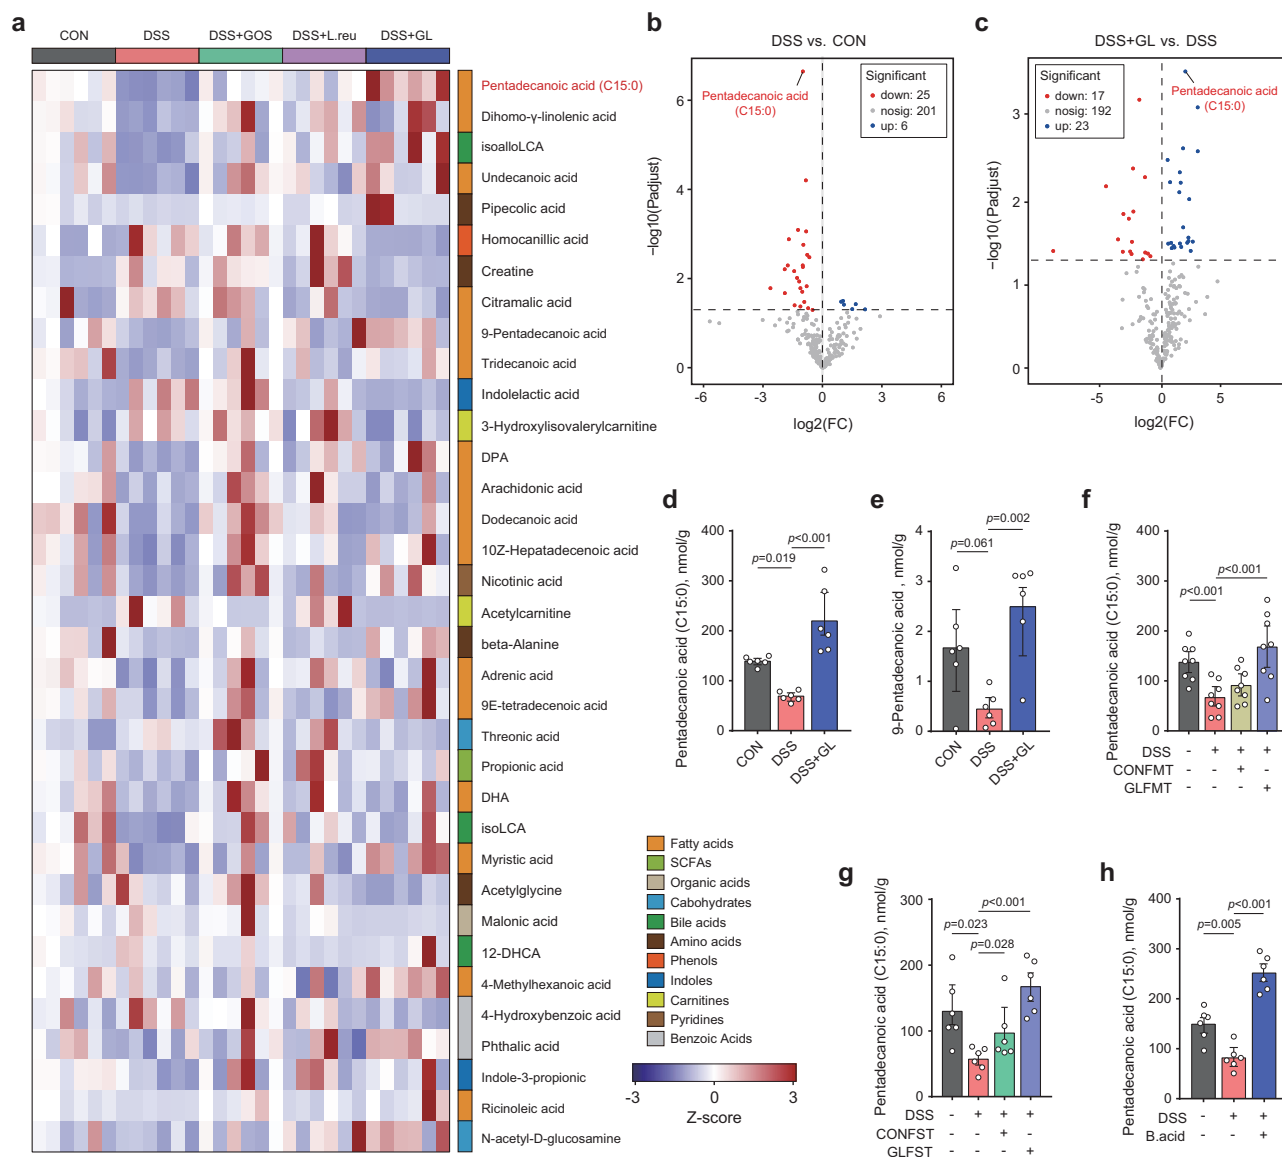 a
CON
DSS
DSS+GOS
DSS+L.reu
DSS+GL
Pentadecanoic acid (C15:0)
Dihomo-γ-linolenic acid
isoalloLCA
Undecanoic acid
Pipecolic acid
Homocanillic acid
Creatine
Citramalic acid
9-Pentadecanoic acid
Tridecanoic acid
Indolelactic acid
3-Hydroxylisovalerylcarnitine
DPA
Arachidonic acid
Dodecanoic acid
10Z-Hepatadecenoic acid
Nicotinic acid
Acetylcarnitine
beta-Alanine
Adrenic acid
9E-tetradecenoic acid
Threonic acid
Propionic acid
DHA
isoLCA
Myristic acid
Acetylglycine
Malonic acid
12-DHCA
4-Methylhexanoic acid
4-Hydroxybenzoic acid
Phthalic acid
Indole-3-propionic
Ricinoleic acid
N-acetyl-D-glucosamine
Fatty acids
SCFAs
Organic acids
Cabohydrates
Bile acids
Amino acids
Phenols
Indoles
Carnitines
Pyridines
Benzoic Acids
-3 0 3
Z-score
b
DSS vs. CON
Pentadecanoic acid
(C15:0)
Significant
down: 25
nosig: 201
up: 6
−log10(Padjust)
6
4
2
0
-6 -3 0 3 6
log2(FC)
c
DSS+GL vs. DSS
Significant
down: 17
nosig: 192
up: 23
Pentadecanoic acid
(C15:0)
−log10(Padjust)
3
2
1
0
-5 0 5
log2(FC)
d
Pentadecanoic acid (C15:0), nmol/g
400
300
200
100
0
p=0.019
p<0.001
CON
DSS
DSS+GL
e
9-Pentadecanoic acid , nmol/g
4
3
2
1
0
p=0.061
p=0.002
CON
DSS
DSS+GL
f
Pentadecanoic acid (C15:0), nmol/g
400
300
200
100
0
p<0.001
p<0.001
DSS - + + +
CONFMT - - + -
GLFMT - - - +
g
Pentadecanoic acid (C15:0), nmol/g
300
200
100
0
p<0.001
p=0.023
p=0.028
DSS - + + +
CONFST - - + -
GLFST - - - +
h
Pentadecanoic acid (C15:0), nmol/g
400
300
200
100
0
p<0.001
p=0.005
DSS - + +
B.acid - - +